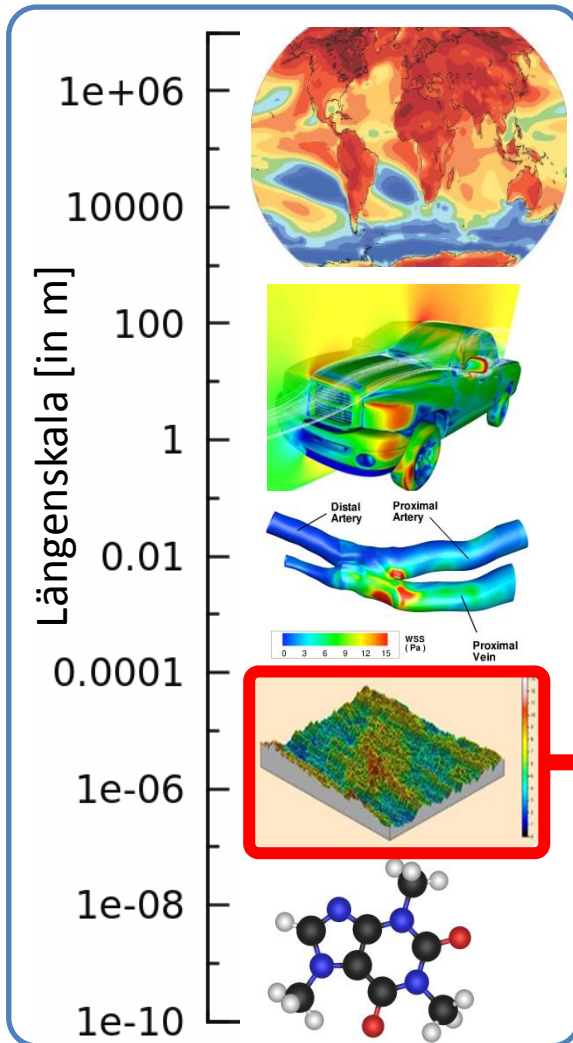 Längenskala [in m]
1e+06
10000
100
1
0.01
0.0001
1e-06
1e-08
1e-10
Distal
Artery
Proximal
Artery
WSS
( Pa )
0 3 6 9 12 15
Proximal
Vein